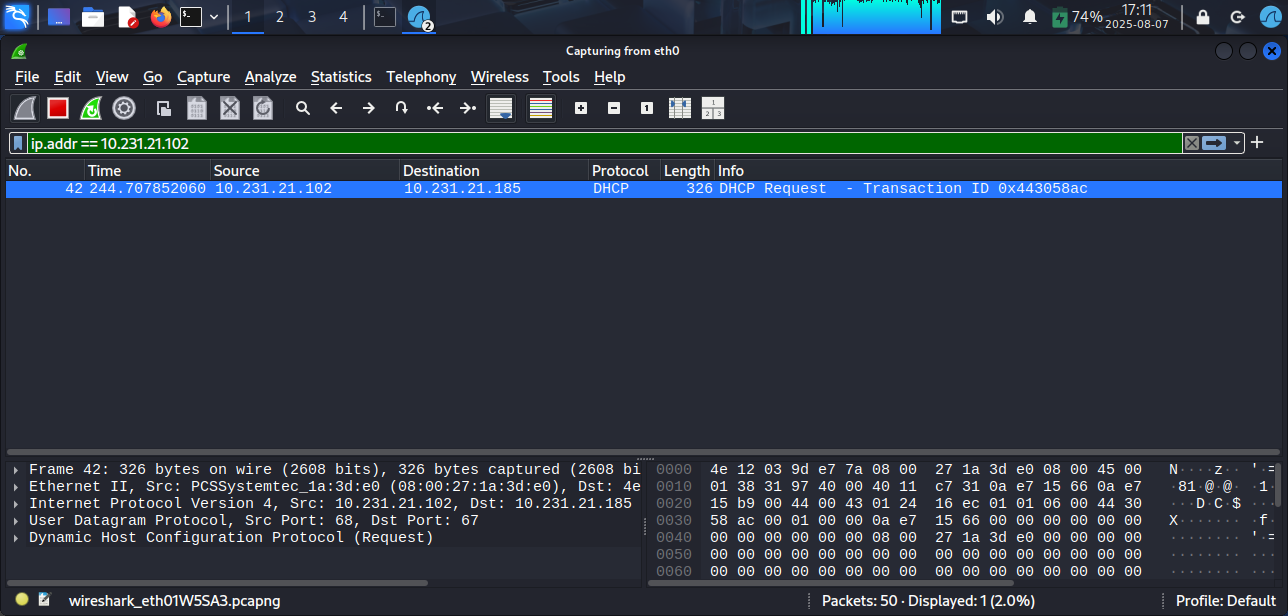 1 2 3 4 2 74% 17:11
2025-08-07
Capturing from eth0
File Edit View Go Capture Analyze Statistics Telephony Wireless Tools Help
ip.addr == 10.231.21.102
No. Time Source Destination Protocol Length Info
42 244.707852060 10.231.21.102 10.231.21.185 DHCP 326 DHCP Request - Transaction ID 0x443058ac
Frame 42: 326 bytes on wire (2608 bits), 326 bytes captured (2608 bi
Ethernet II, Src: PCSSystemtec_1a:3d:e0 (08:00:27:1a:3d:e0), Dst: 4e
Internet Protocol Version 4, Src: 10.231.21.102, Dst: 10.231.21.185
User Datagram Protocol, Src Port: 68, Dst Port: 67
Dynamic Host Configuration Protocol (Request)
0000 4e 12 03 9d e7 7a 08 00 27 1a 3d e0 08 00 45 00 N····z·· '·=
0010 01 38 31 97 40 00 40 11 c7 31 0a e7 15 66 0a e7 ·81·@·@· ·1·
0020 15 b9 00 44 00 43 01 24 16 ec 01 01 06 00 44 30 ···D·C·$ ···
0030 58 ac 00 01 00 00 0a e7 15 66 00 00 00 00 00 00 X······· ·f·
0040 00 00 00 00 00 00 08 00 27 1a 3d e0 00 00 00 00 ········ '·=
0050 00 00 00 00 00 00 00 00 00 00 00 00 00 00 00 00 ········ ···
0060 00 00 00 00 00 00 00 00 00 00 00 00 00 00 00 00 ········ ···
wireshark_eth01W5SA3.pcapng Packets: 50 · Displayed: 1 (2.0%) Profile: Default